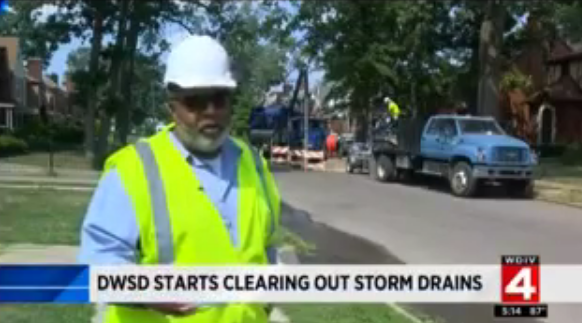 DWSD STARTS CLEARING OUT STORM DRAINS
WDIV
4
5:14 87°